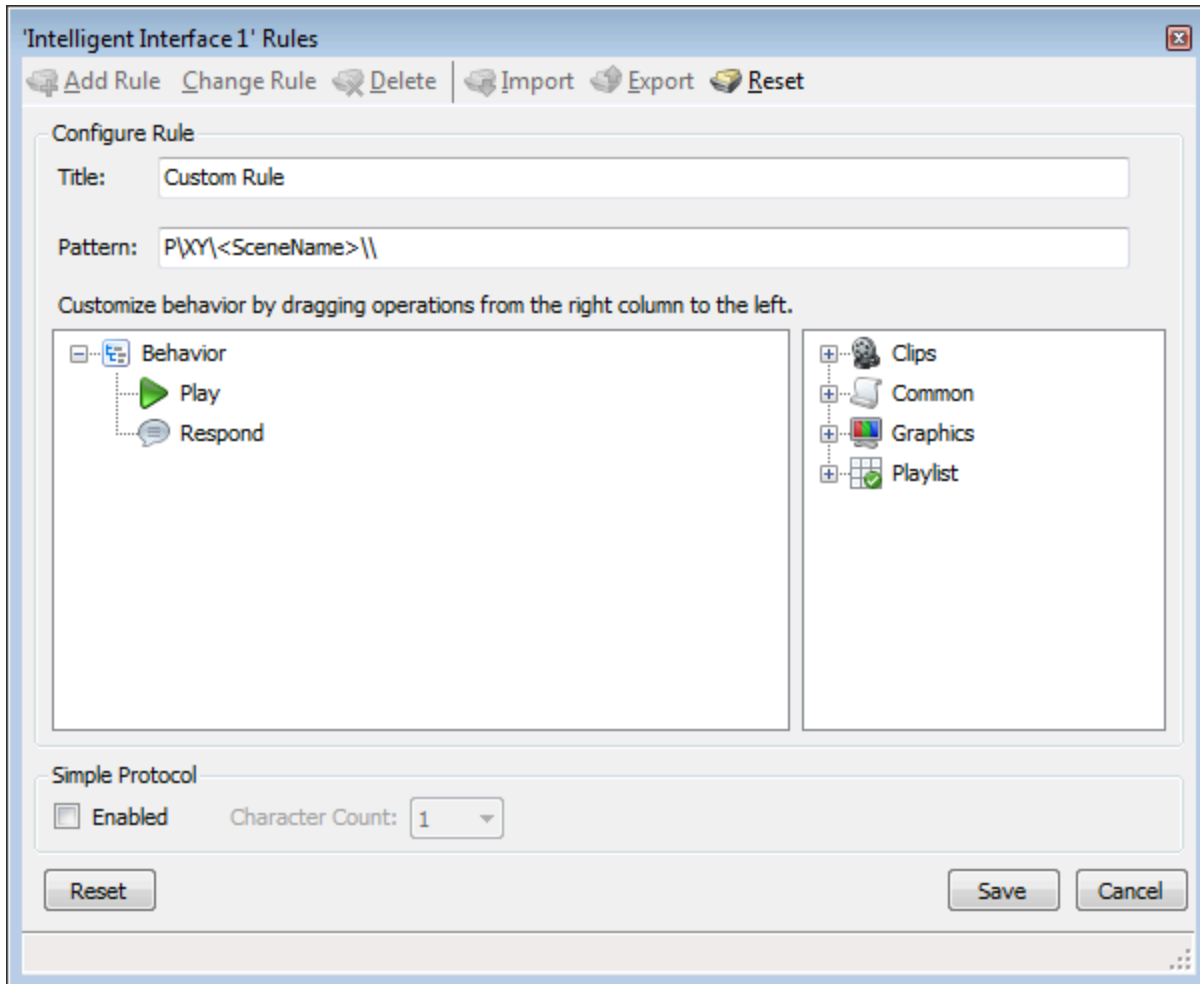 'Intelligent Interface 1' Rules
Add Rule Change Rule Delete Import Export Reset
Configure Rule
Title: Custom Rule
Pattern: P\XY\<SceneName>\\
Customize behavior by dragging operations from the right column to the left.
Behavior Clips
Play Common
Respond Graphics
Playlist
Simple Protocol
Enabled Character Count: 1
Reset Save Cancel